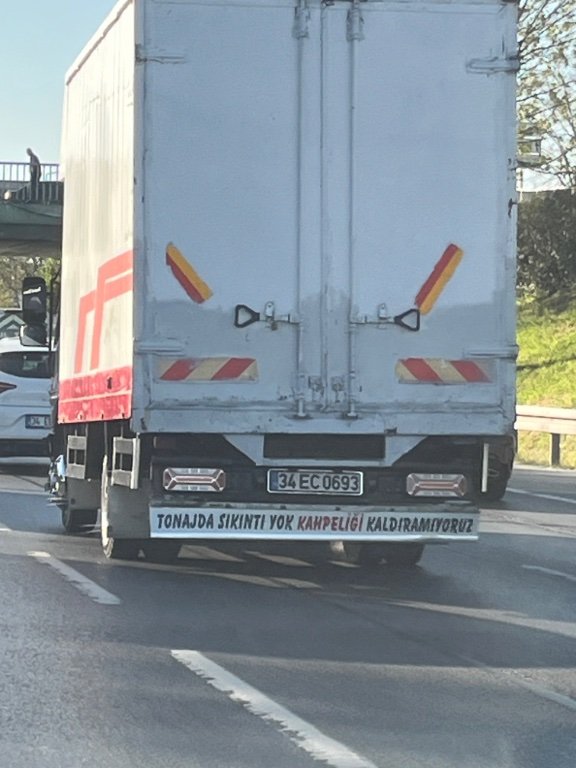 34 EC 0693
TONAJDA SIKINTI YOK KAHPELİĞİ KALDIRAMIYORUZ